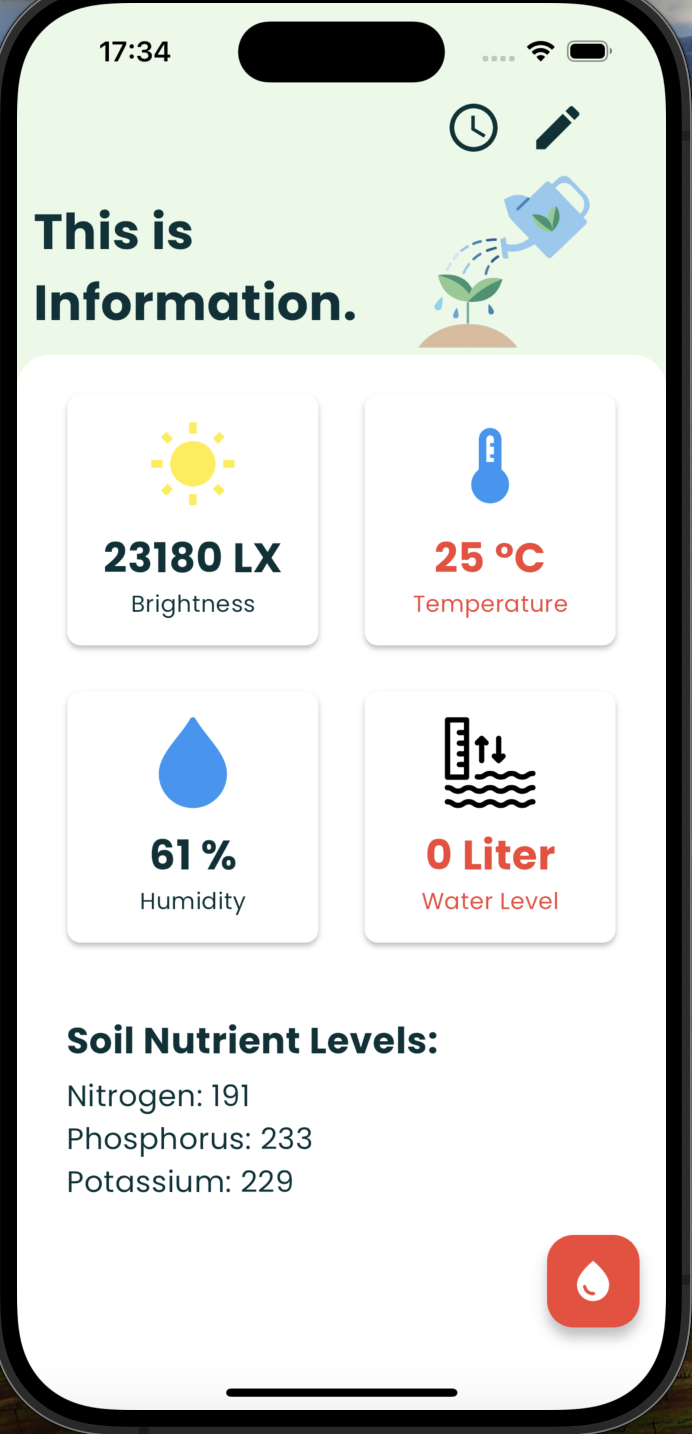 17:34
This is
Information.
23180 LX
Brightness
25 °C
Temperature
61 %
Humidity
0 Liter
Water Level
Soil Nutrient Levels:
Nitrogen: 191
Phosphorus: 233
Potassium: 229